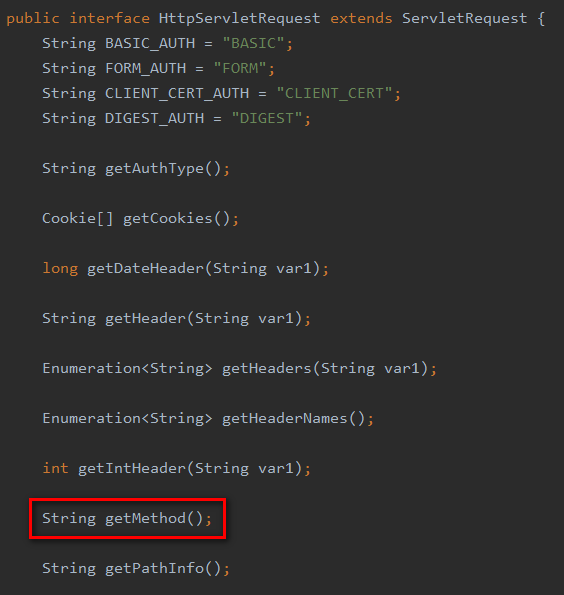 public interface HttpServletRequest extends ServletRequest {
String BASIC_AUTH = "BASIC";
String FORM_AUTH = "FORM";
String CLIENT_CERT_AUTH = "CLIENT_CERT";
String DIGEST_AUTH = "DIGEST";
String getAuthType();
Cookie[] getCookies();
long getDateHeader(String var1);
String getHeader(String var1);
Enumeration<String> getHeaders(String var1);
Enumeration<String> getHeaderNames();
int getIntHeader(String var1);
String getMethod();
String getPathInfo();